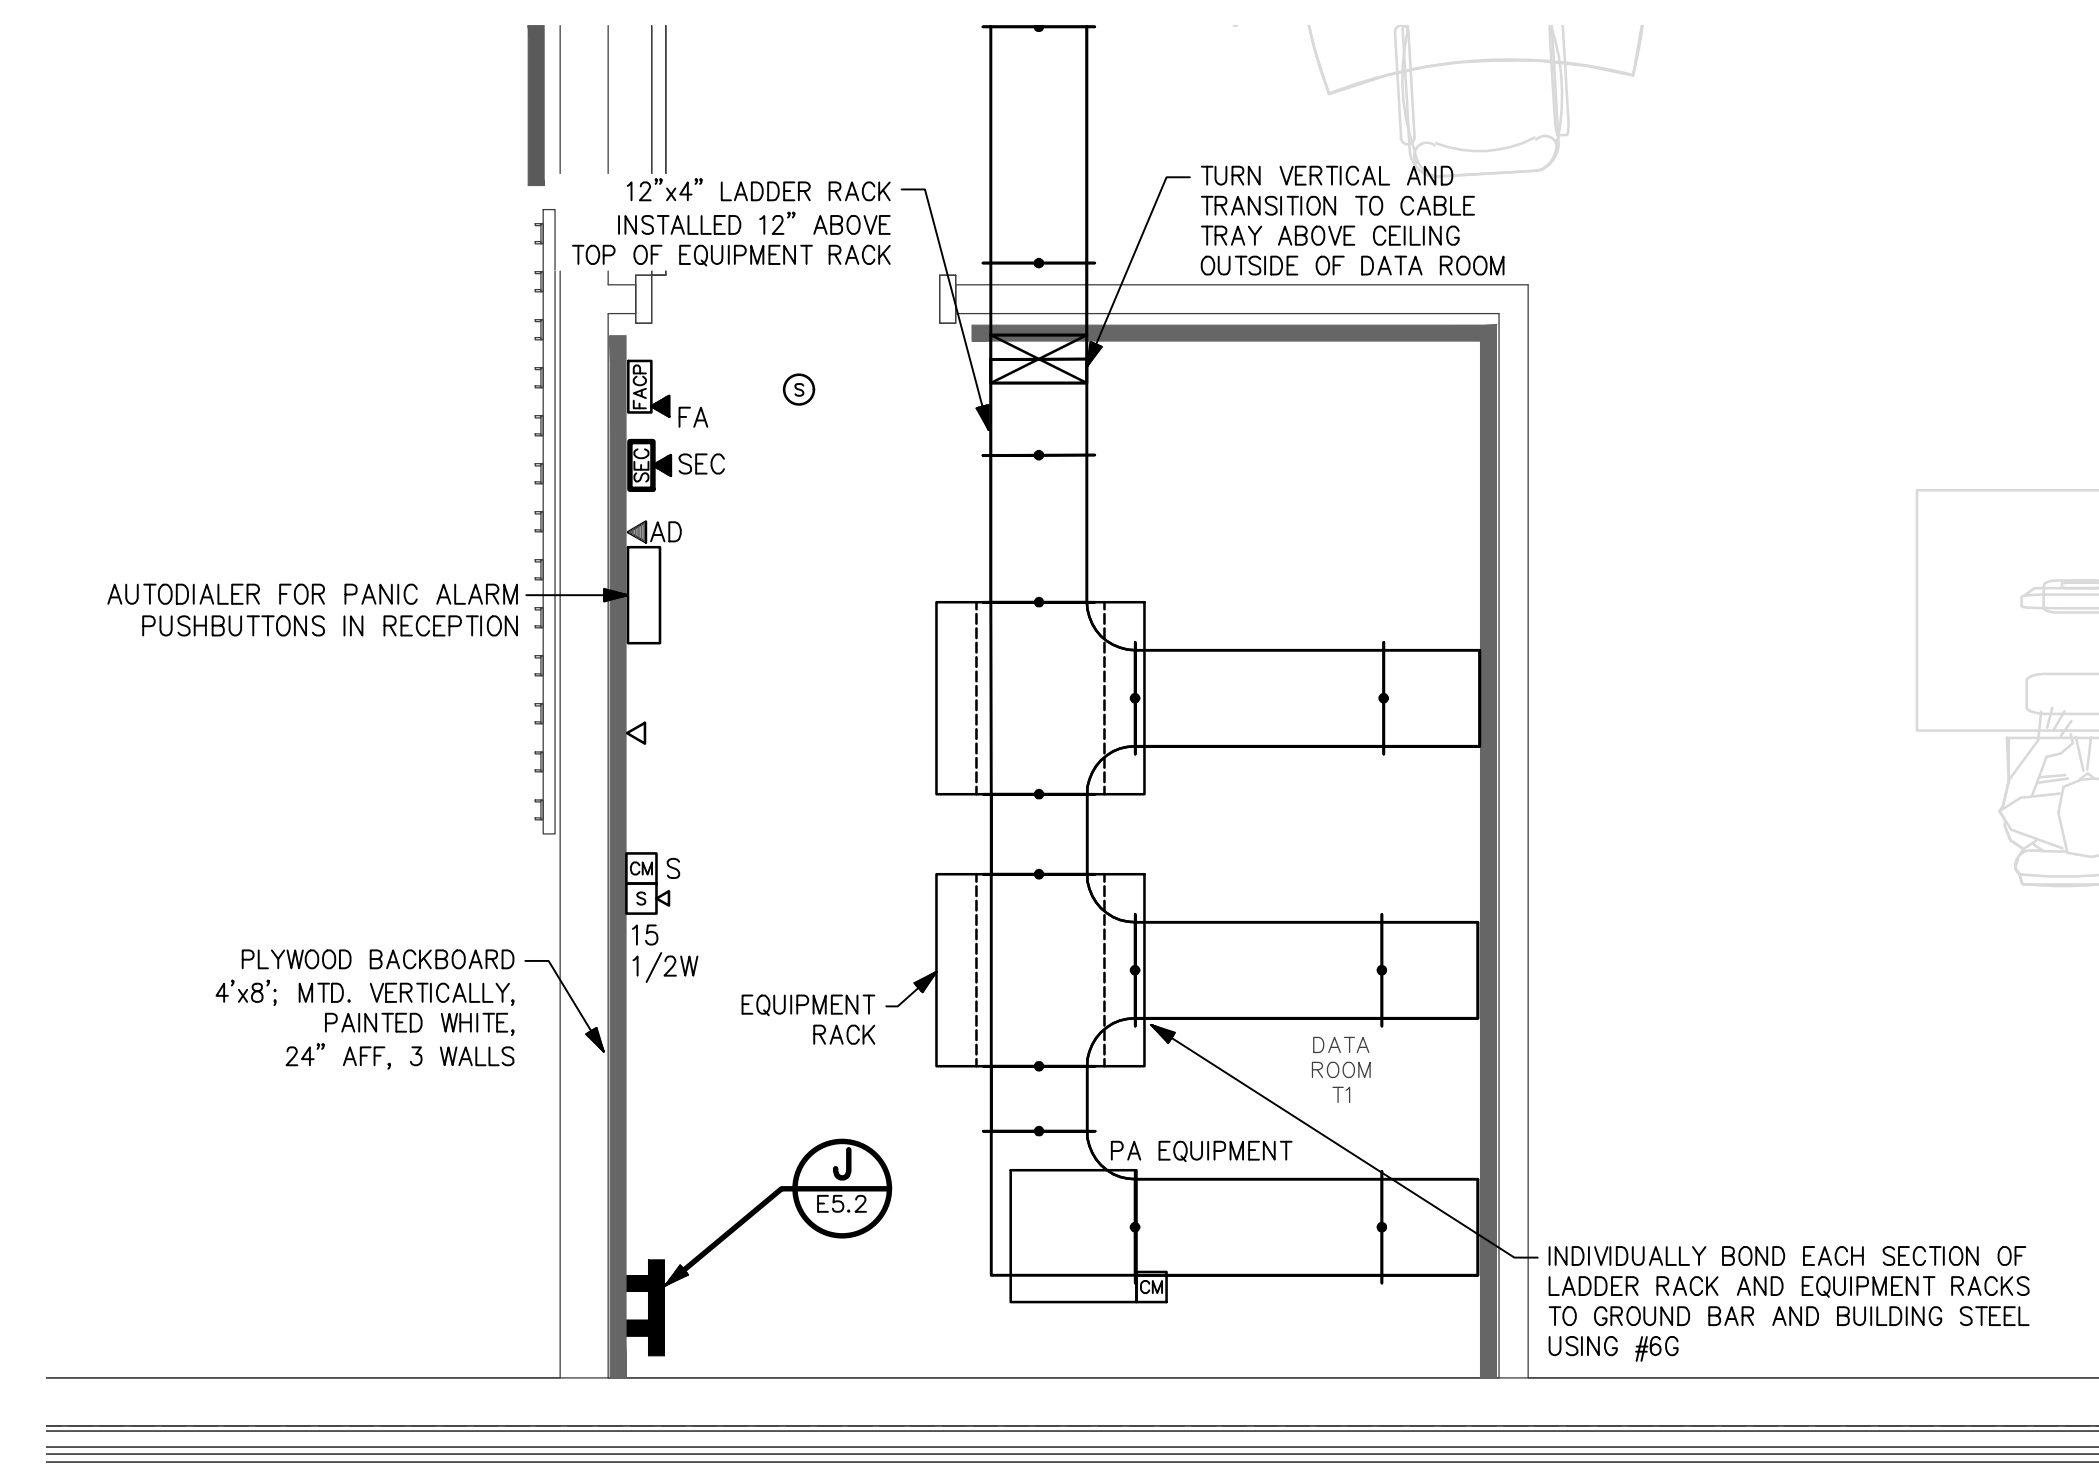 12”x4” LADDER RACK
INSTALLED 12” ABOVE
TOP OF EQUIPMENT RACK
TURN VERTICAL AND
TRANSITION TO CABLE
TRAY ABOVE CEILING
OUTSIDE OF DATA ROOM
FACP
FA
S
SEC
SEC
AD
AUTODIALER FOR PANIC ALARM
PUSHBUTTONS IN RECEPTION
CM S
S
15
1/2W
PLYWOOD BACKBOARD
4’x8’; MTD. VERTICALLY,
PAINTED WHITE,
24” AFF, 3 WALLS
EQUIPMENT
RACK
DATA
ROOM
T1
PA EQUIPMENT
J
E5.2
CM
INDIVIDUALLY BOND EACH SECTION OF
LADDER RACK AND EQUIPMENT RACKS
TO GROUND BAR AND BUILDING STEEL
USING #6G